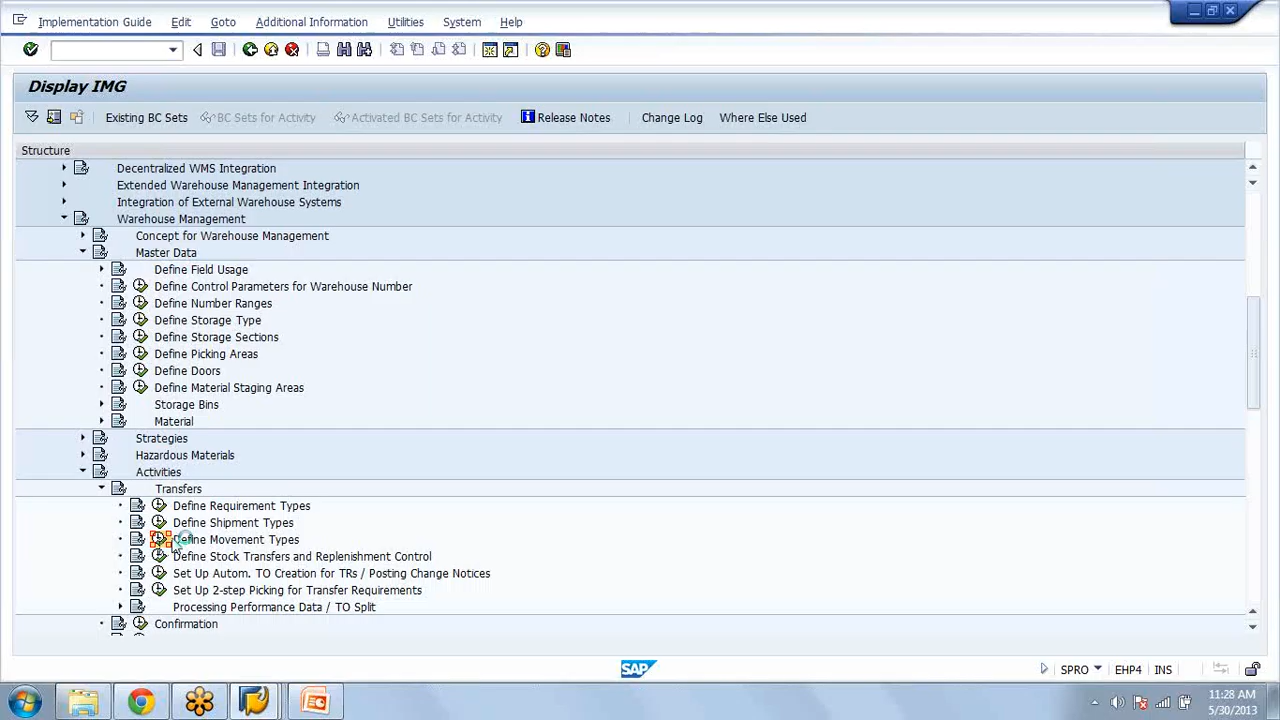 Implementation Guide Edit Goto Additional Information Utilities System Help
Display IMG
Existing BC Sets BC Sets for Activity Activated BC Sets for Activity Release Notes Change Log Where Else Used
Structure
Decentralized WMS Integration
Extended Warehouse Management Integration
Integration of External Warehouse Systems
Warehouse Management
Concept for Warehouse Management
Master Data
Define Field Usage
Define Control Parameters for Warehouse Number
Define Number Ranges
Define Storage Type
Define Storage Sections
Define Picking Areas
Define Doors
Define Material Staging Areas
Storage Bins
Material
Strategies
Hazardous Materials
Activities
Transfers
Define Requirement Types
Define Shipment Types
Define Movement Types
Define Stock Transfers and Replenishment Control
Set Up Autom. TO Creation for TRs / Posting Change Notices
Set Up 2-step Picking for Transfer Requirements
Processing Performance Data / TO Split
Confirmation
SAP
SPRO EHP4 INS
11:28 AM
5/30/2013